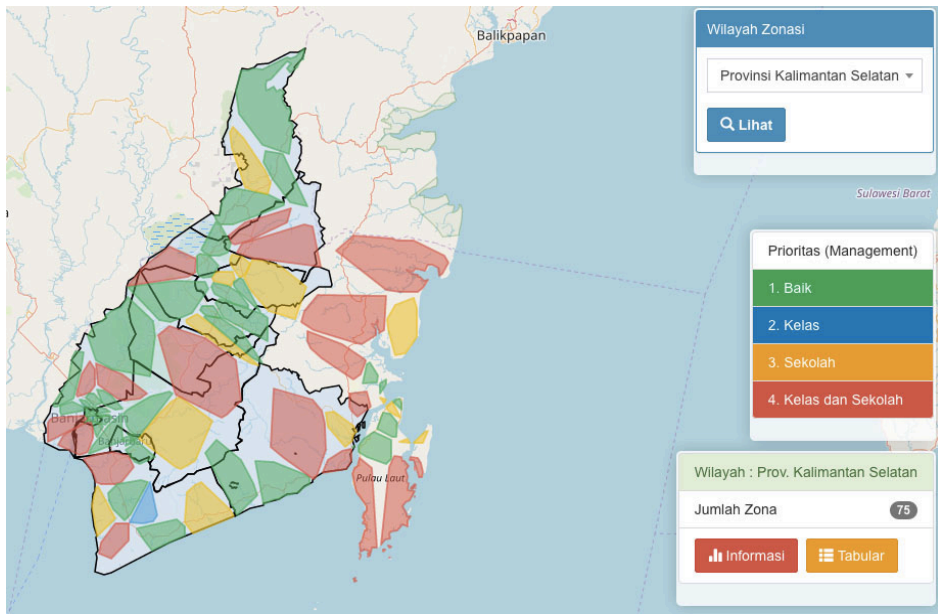 Balikpapan
Banjarmasin
Banjarbaru
Pulau Laut
Sulawesi Barat
Wilayah Zonasi
Provinsi Kalimantan Selatan
Lihat
Prioritas (Management)
1. Baik
2. Kelas
3. Sekolah
4. Kelas dan Sekolah
Wilayah : Prov. Kalimantan Selatan
Jumlah Zona 75
Informasi Tabular